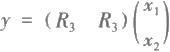 y = (R₃ R₃) (x₁
x₂)